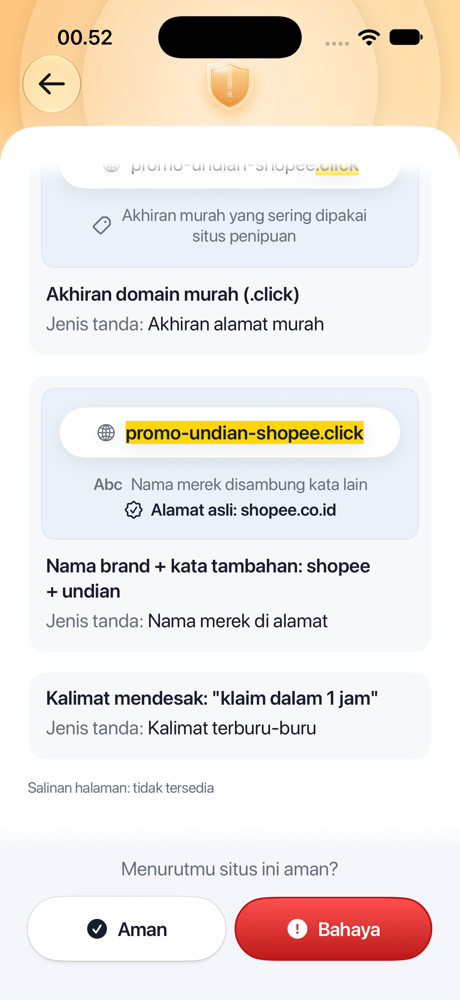 00.52
promo-undian-shopee.click
Akhiran murah yang sering dipakai
situs penipuan
Akhiran domain murah (.click)
Jenis tanda: Akhiran alamat murah
promo-undian-shopee.click
Abc Nama merek disambung kata lain
Alamat asli: shopee.co.id
Nama brand + kata tambahan: shopee
+ undian
Jenis tanda: Nama merek di alamat
Kalimat mendesak: "klaim dalam 1 jam"
Jenis tanda: Kalimat terburu-buru
Salinan halaman: tidak tersedia
Menurutmu situs ini aman?
Aman
Bahaya